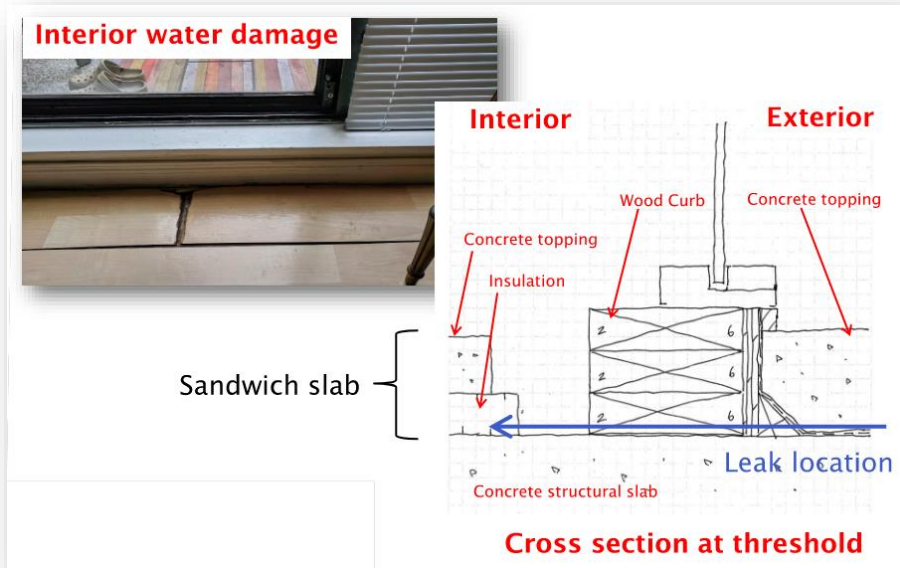 Interior water damage
Interior
Exterior
Wood Curb
Concrete topping
Concrete topping
Insulation
2 6
2 6
2 6
Sandwich slab
Leak location
Concrete structural slab
Cross section at threshold